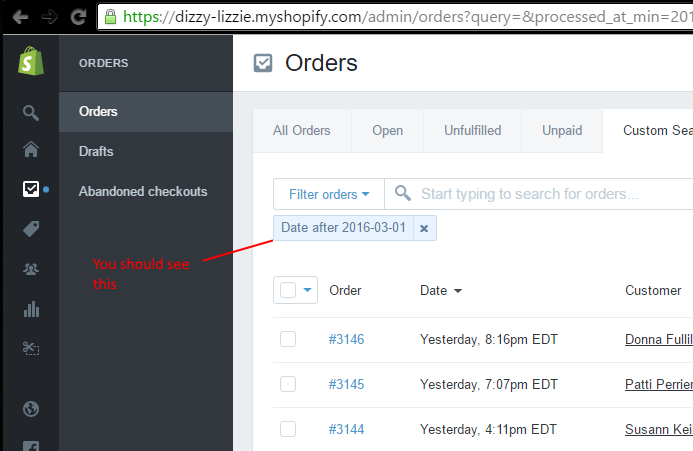 https://dizzy-lizzie.myshopify.com/admin/orders?query=&processed_at_min=201
ORDERS
Orders
Orders
Drafts
Abandoned checkouts
All Orders Open Unfulfilled Unpaid Custom Sea
Filter orders Start typing to search for orders...
Date after 2016-03-01 ×
You should see
this
Order Date Customer
#3146 Yesterday, 8:16pm EDT Donna Fullil
#3145 Yesterday, 7:07pm EDT Patti Perrier
#3144 Yesterday, 4:11pm EDT Susann Kei